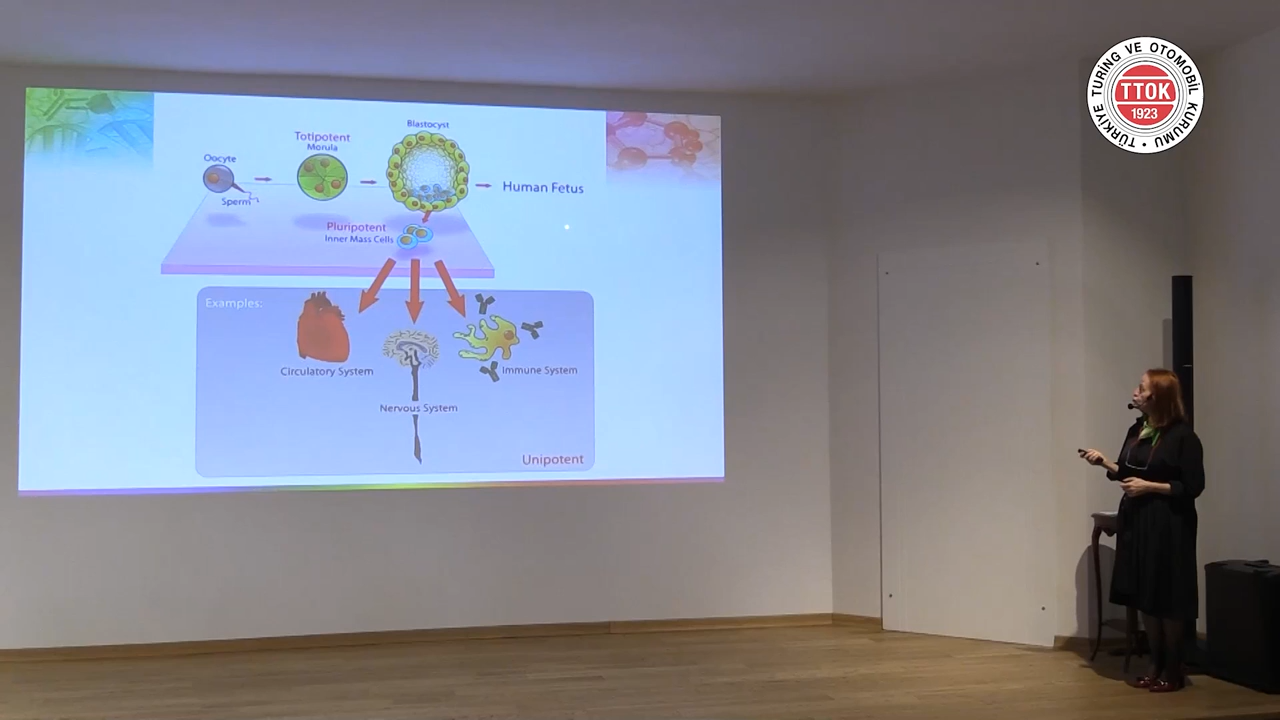 Blastocyst
Totipotent
Morula
Oocyte
Sperm
Human Fetus
Pluripotent
Inner Mass Cells
Examples:
Circulatory System
Immune System
Nervous System
Unipotent
TÜRKİYE TURİNG VE OTOMOBİL KURUMU •
TTOK
1923